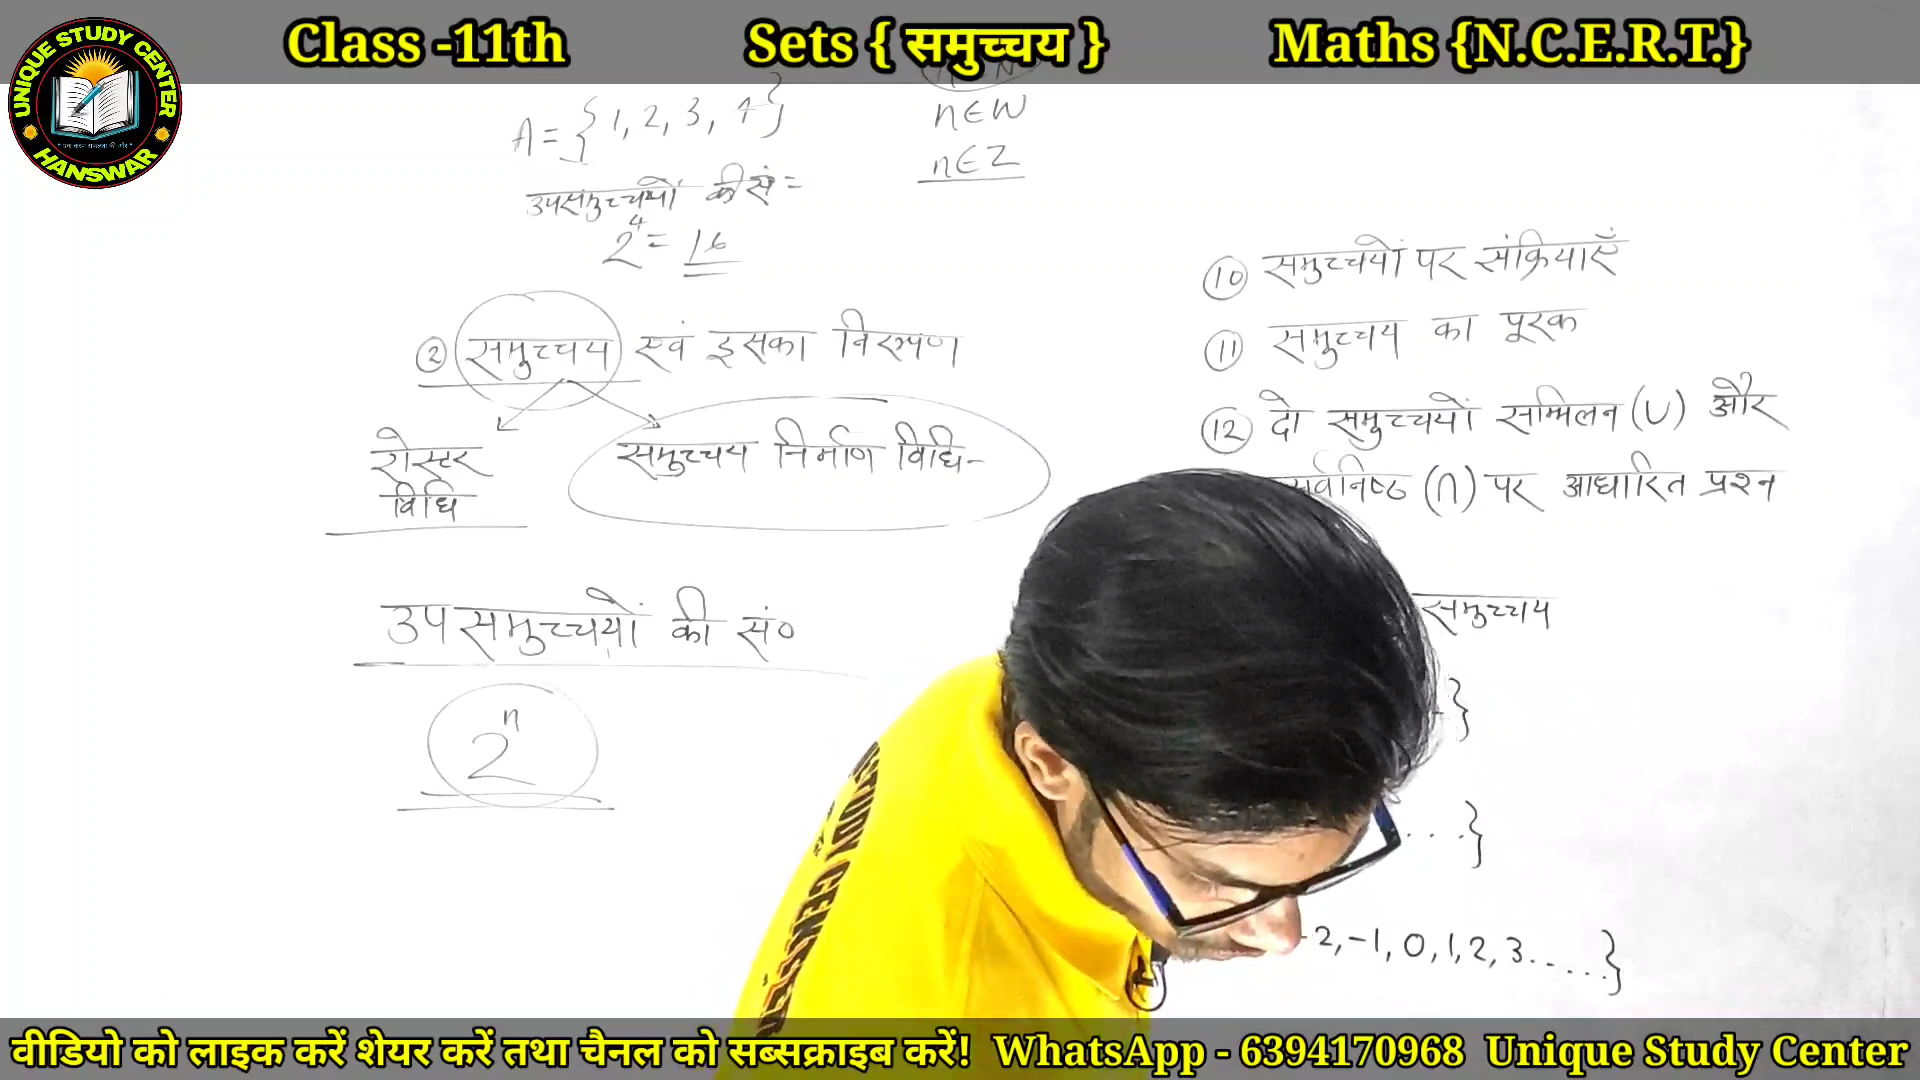 Class -11th
Sets { समुच्चय }
Maths {N.C.E.R.T.}
UNIQUE STUDY CENTER
HANSWAR
A = {1, 2, 3, 4}
उपसमुच्चयों की सं =
2⁴ = 16
n∈W
n∈Z
② समुच्चय एवं इसका निरूपण
रोस्टर
विधि
समुच्चय निर्माण विधि-
उपसमुच्चयों की सं०
2ⁿ
⑩ समुच्चयों पर संक्रियाएँ
⑪ समुच्चय का पूरक
⑫ दो समुच्चयों सम्मिलन (∪) और
सर्वनिष्ठ (∩) पर आधारित प्रश्न
समुच्चय
}
...}
-2, -1, 0, 1, 2, 3.....}
STUDY CENTER
वीडियो को लाइक करें शेयर करें तथा चैनल को सब्सक्राइब करें! WhatsApp - 6394170968 Unique Study Center